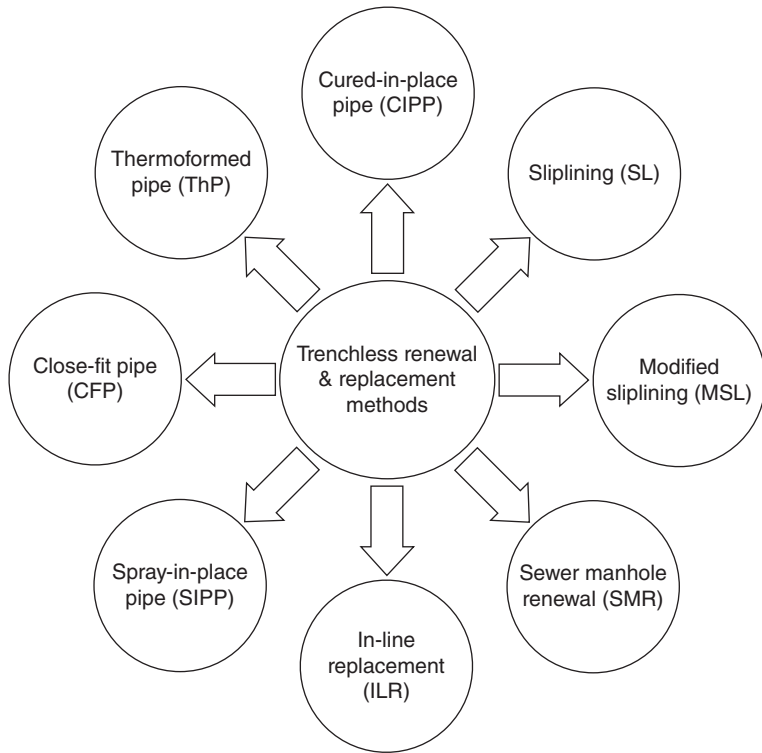 Cured-in-place
pipe (CIPP)
Thermoformed
pipe (ThP)
Sliplining (SL)
Close-fit pipe
(CFP)
Trenchless renewal
& replacement
methods
Modified
sliplining (MSL)
Spray-in-place
pipe (SIPP)
Sewer manhole
renewal (SMR)
In-line
replacement
(ILR)